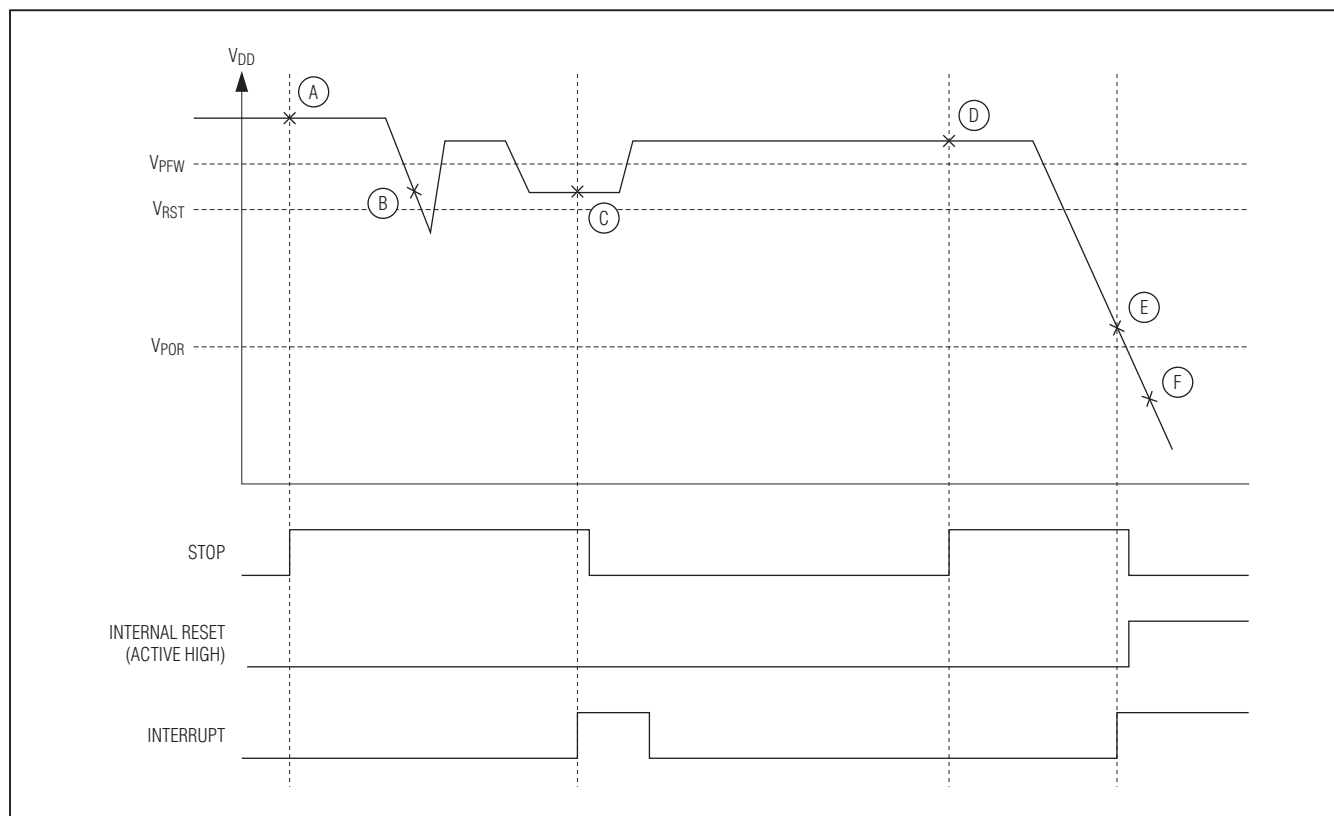 VDD
A
D
VPFW
B
C
VRST
E
VPOR
F
STOP
INTERNAL RESET
(ACTIVE HIGH)
INTERRUPT